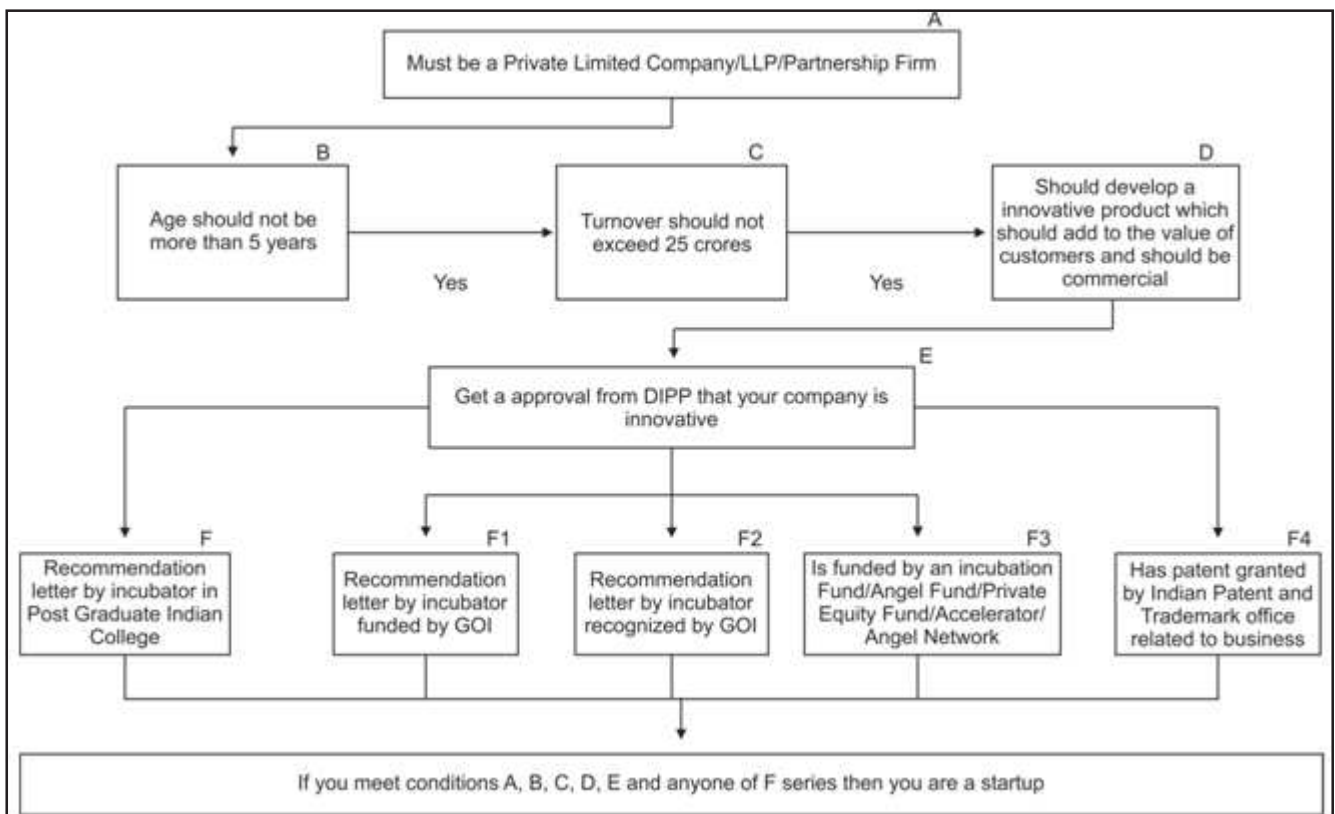 A
Must be a Private Limited Company/LLP/Partnership Firm
B
Age should not be
more than 5 years
Yes
C
Turnover should not
exceed 25 crores
Yes
D
Should develop a
innovative product which
should add to the value of
customers and should be
commercial
E
Get a approval from DIPP that your company is
innovative
F
Recommendation
letter by incubator in
Post Graduate Indian
College
F1
Recommendation
letter by incubator
funded by GOI
F2
Recommendation
letter by incubator
recognized by GOI
F3
Is funded by an incubation
Fund/Angel Fund/Private
Equity Fund/Accelerator/
Angel Network
F4
Has patent granted
by Indian Patent and
Trademark office
related to business
If you meet conditions A, B, C, D, E and anyone of F series then you are a startup